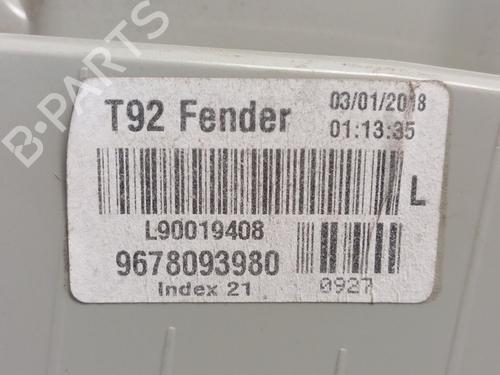 B-PARTS
T92 Fender
03/01/2018
01:13:35
L
L90019408
9678093980
Index 21
0927